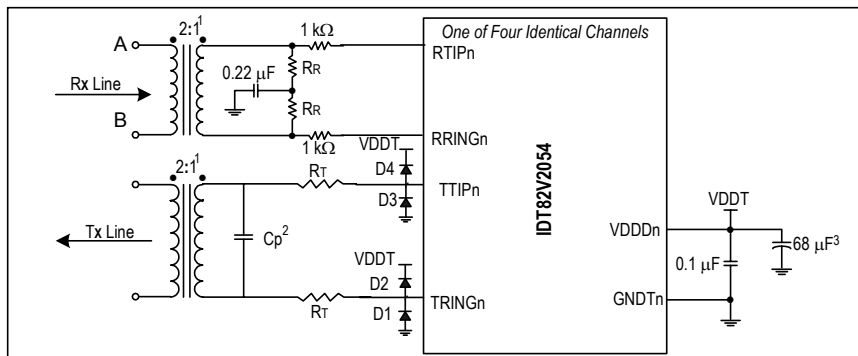 One of Four Identical Channels
A
2:1¹
1 kΩ
RTIPn
RR
0.22 μF
Rx Line
RR
B
1 kΩ
RRINGn
VDDT
2:1¹
RT
D4
TTIPn
D3
Cp²
Tx Line
VDDT
D2
TRINGn
RT
D1
IDT82V2054
VDDT
VDDDn
68 μF³
0.1 μF
GNDTn